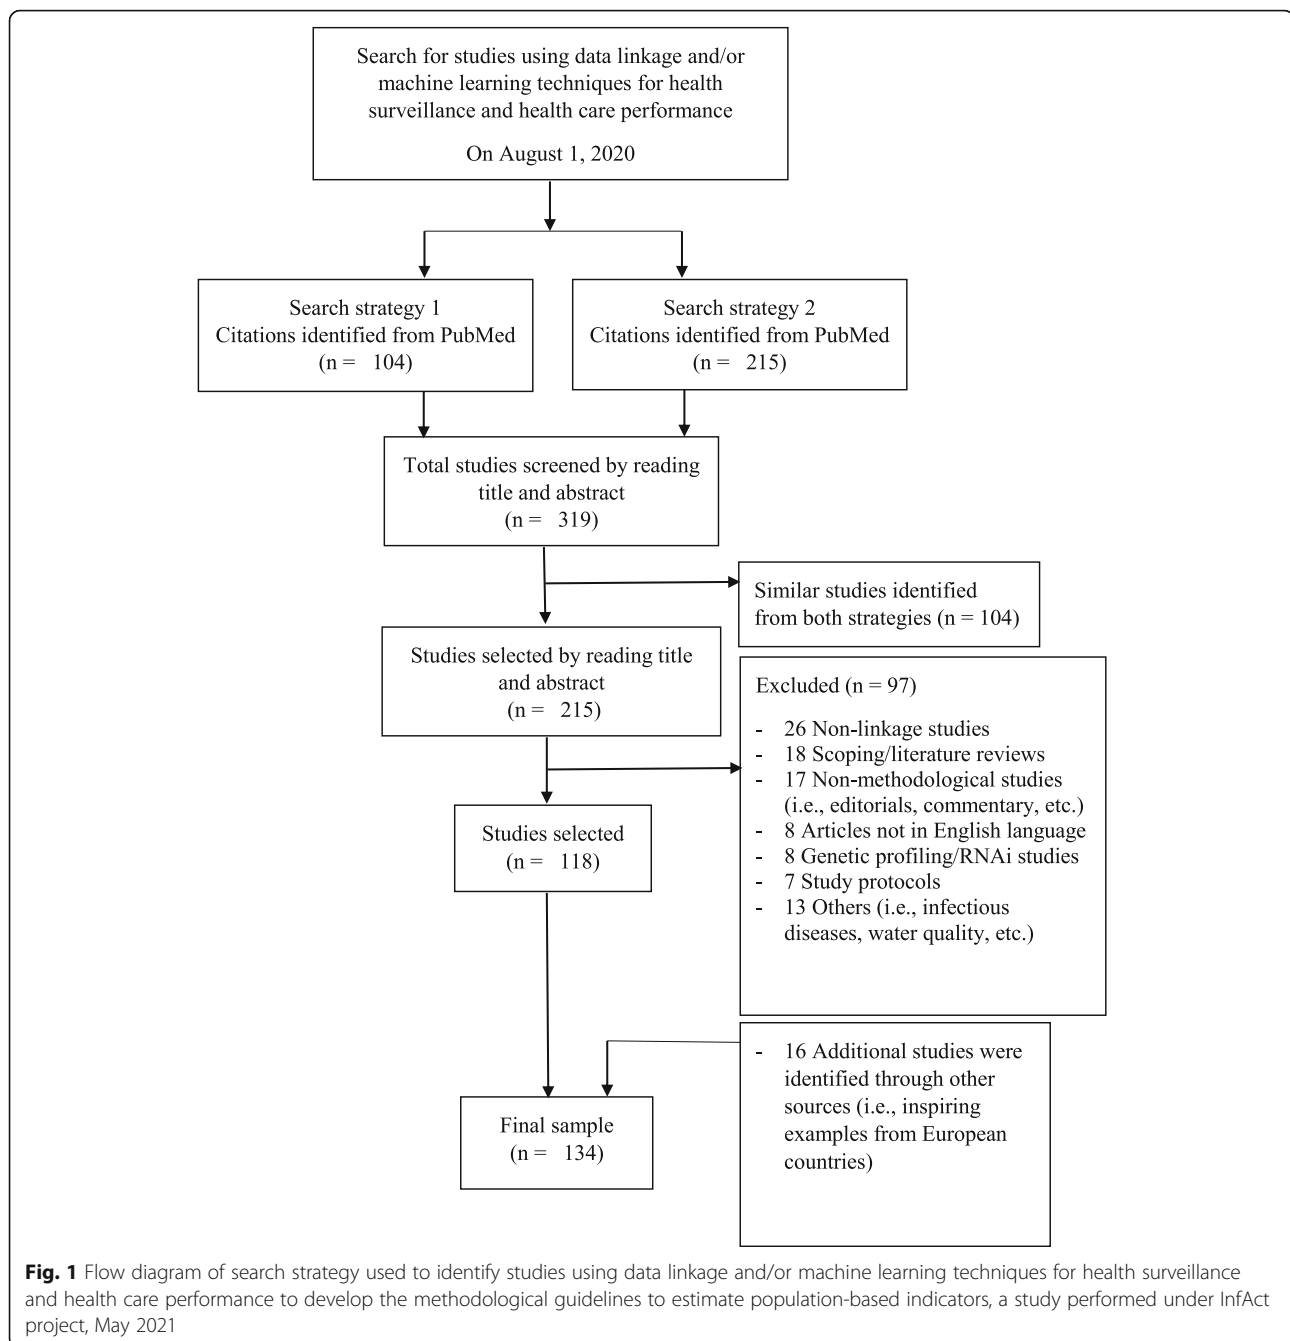 Search for studies using data linkage and/or
machine learning techniques for health
surveillance and health care performance
On August 1, 2020
Search strategy 1
Citations identified from PubMed
(n = 104)
Search strategy 2
Citations identified from PubMed
(n = 215)
Total studies screened by reading
title and abstract
(n = 319)
Similar studies identified
from both strategies (n = 104)
Studies selected by reading title
and abstract
(n = 215)
Excluded (n = 97)
- 26 Non-linkage studies
- 18 Scoping/literature reviews
- 17 Non-methodological studies
(i.e., editorials, commentary, etc.)
- 8 Articles not in English language
- 8 Genetic profiling/RNAi studies
- 7 Study protocols
- 13 Others (i.e., infectious
diseases, water quality, etc.)
Studies selected
(n = 118)
- 16 Additional studies were
identified through other
sources (i.e., inspiring
examples from European
countries)
Final sample
(n = 134)
Fig. 1 Flow diagram of search strategy used to identify studies using data linkage and/or machine learning techniques for health surveillance
and health care performance to develop the methodological guidelines to estimate population-based indicators, a study performed under InfAct
project, May 2021